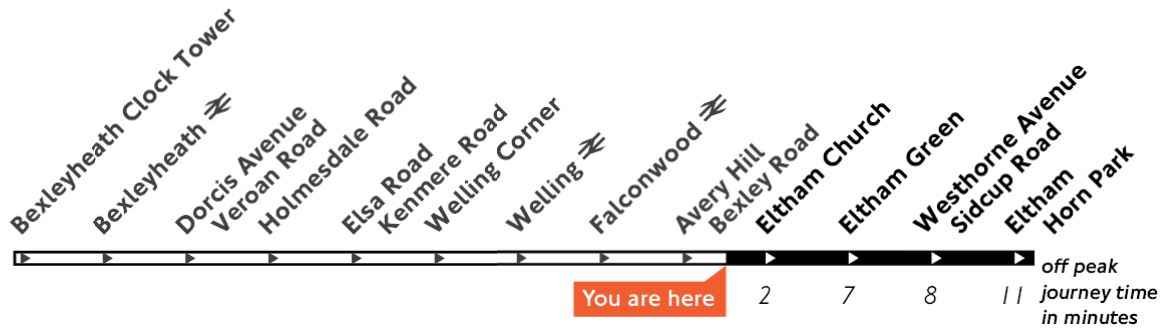 Bexleyheath Clock Tower
Bexleyheath
Dorcis Avenue
Veroan Road
Holmesdale Road
Elsa Road
Kenmere Road
Welling Corner
Welling
Falconwood
Avery Hill
Bexley Road
Eltham Church
Eltham Green
Westhorne Avenue
Sidcup Road
Eltham
Horn Park
You are here
2 7 8 11
off peak
journey time
in minutes